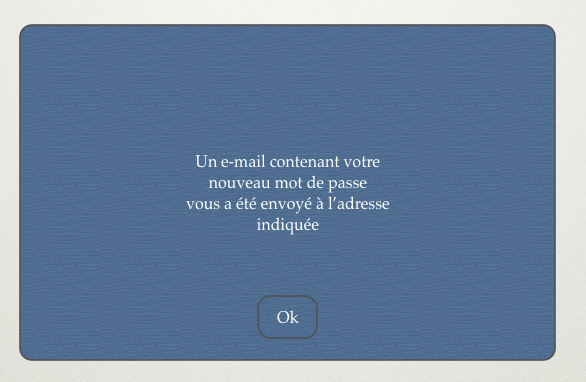 Un e-mail contenant votre
nouveau mot de passe
vous a été envoyé à l’adresse
indiquée
Ok